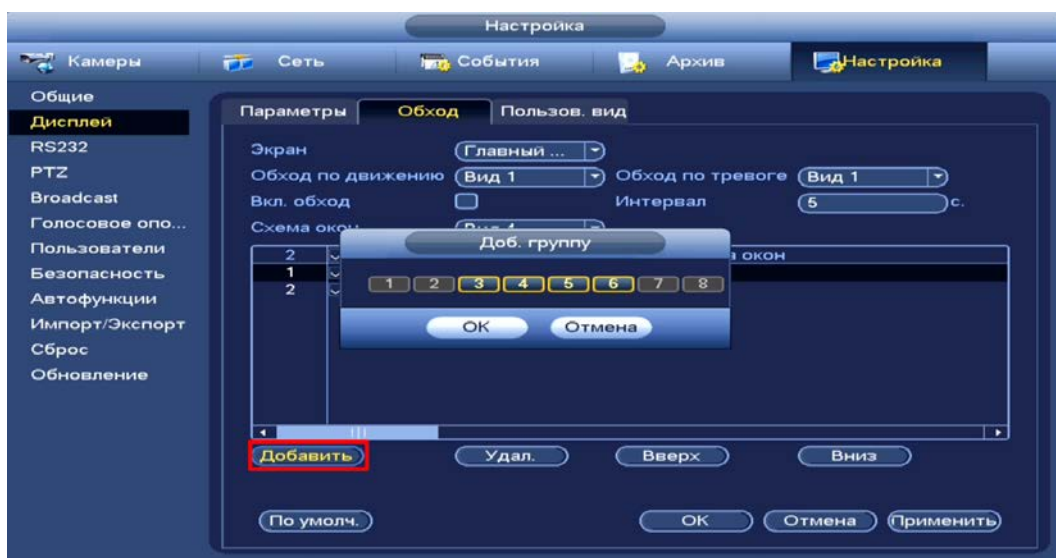 Настройка
Камеры Сеть События Архив Настройка
Общие
Дисплей
RS232
PTZ
Broadcast
Голосовое опо...
Пользователи
Безопасность
Автофункции
Импорт/Экспорт
Сброс
Обновление
Параметры Обход Пользов. вид
Экран Главный ...
Обход по движению Вид 1 Обход по тревоге Вид 1
Вкл. обход Интервал 5 с.
Схема окон
2 окон
1
2
Доб. группу
1 2 3 4 5 6 7 8
OK Отмена
Добавить Удал. Вверх Вниз
По умолч. OK Отмена Применить